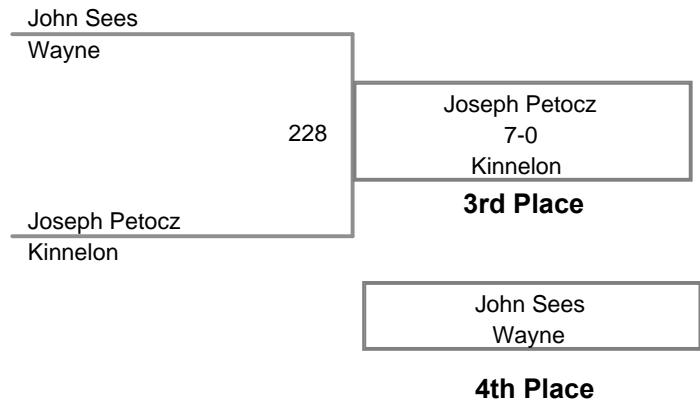 John Sees
Wayne
228
Joseph Petocz
7-0
Kinnelon
3rd Place
Joseph Petocz
Kinnelon
John Sees
Wayne
4th Place